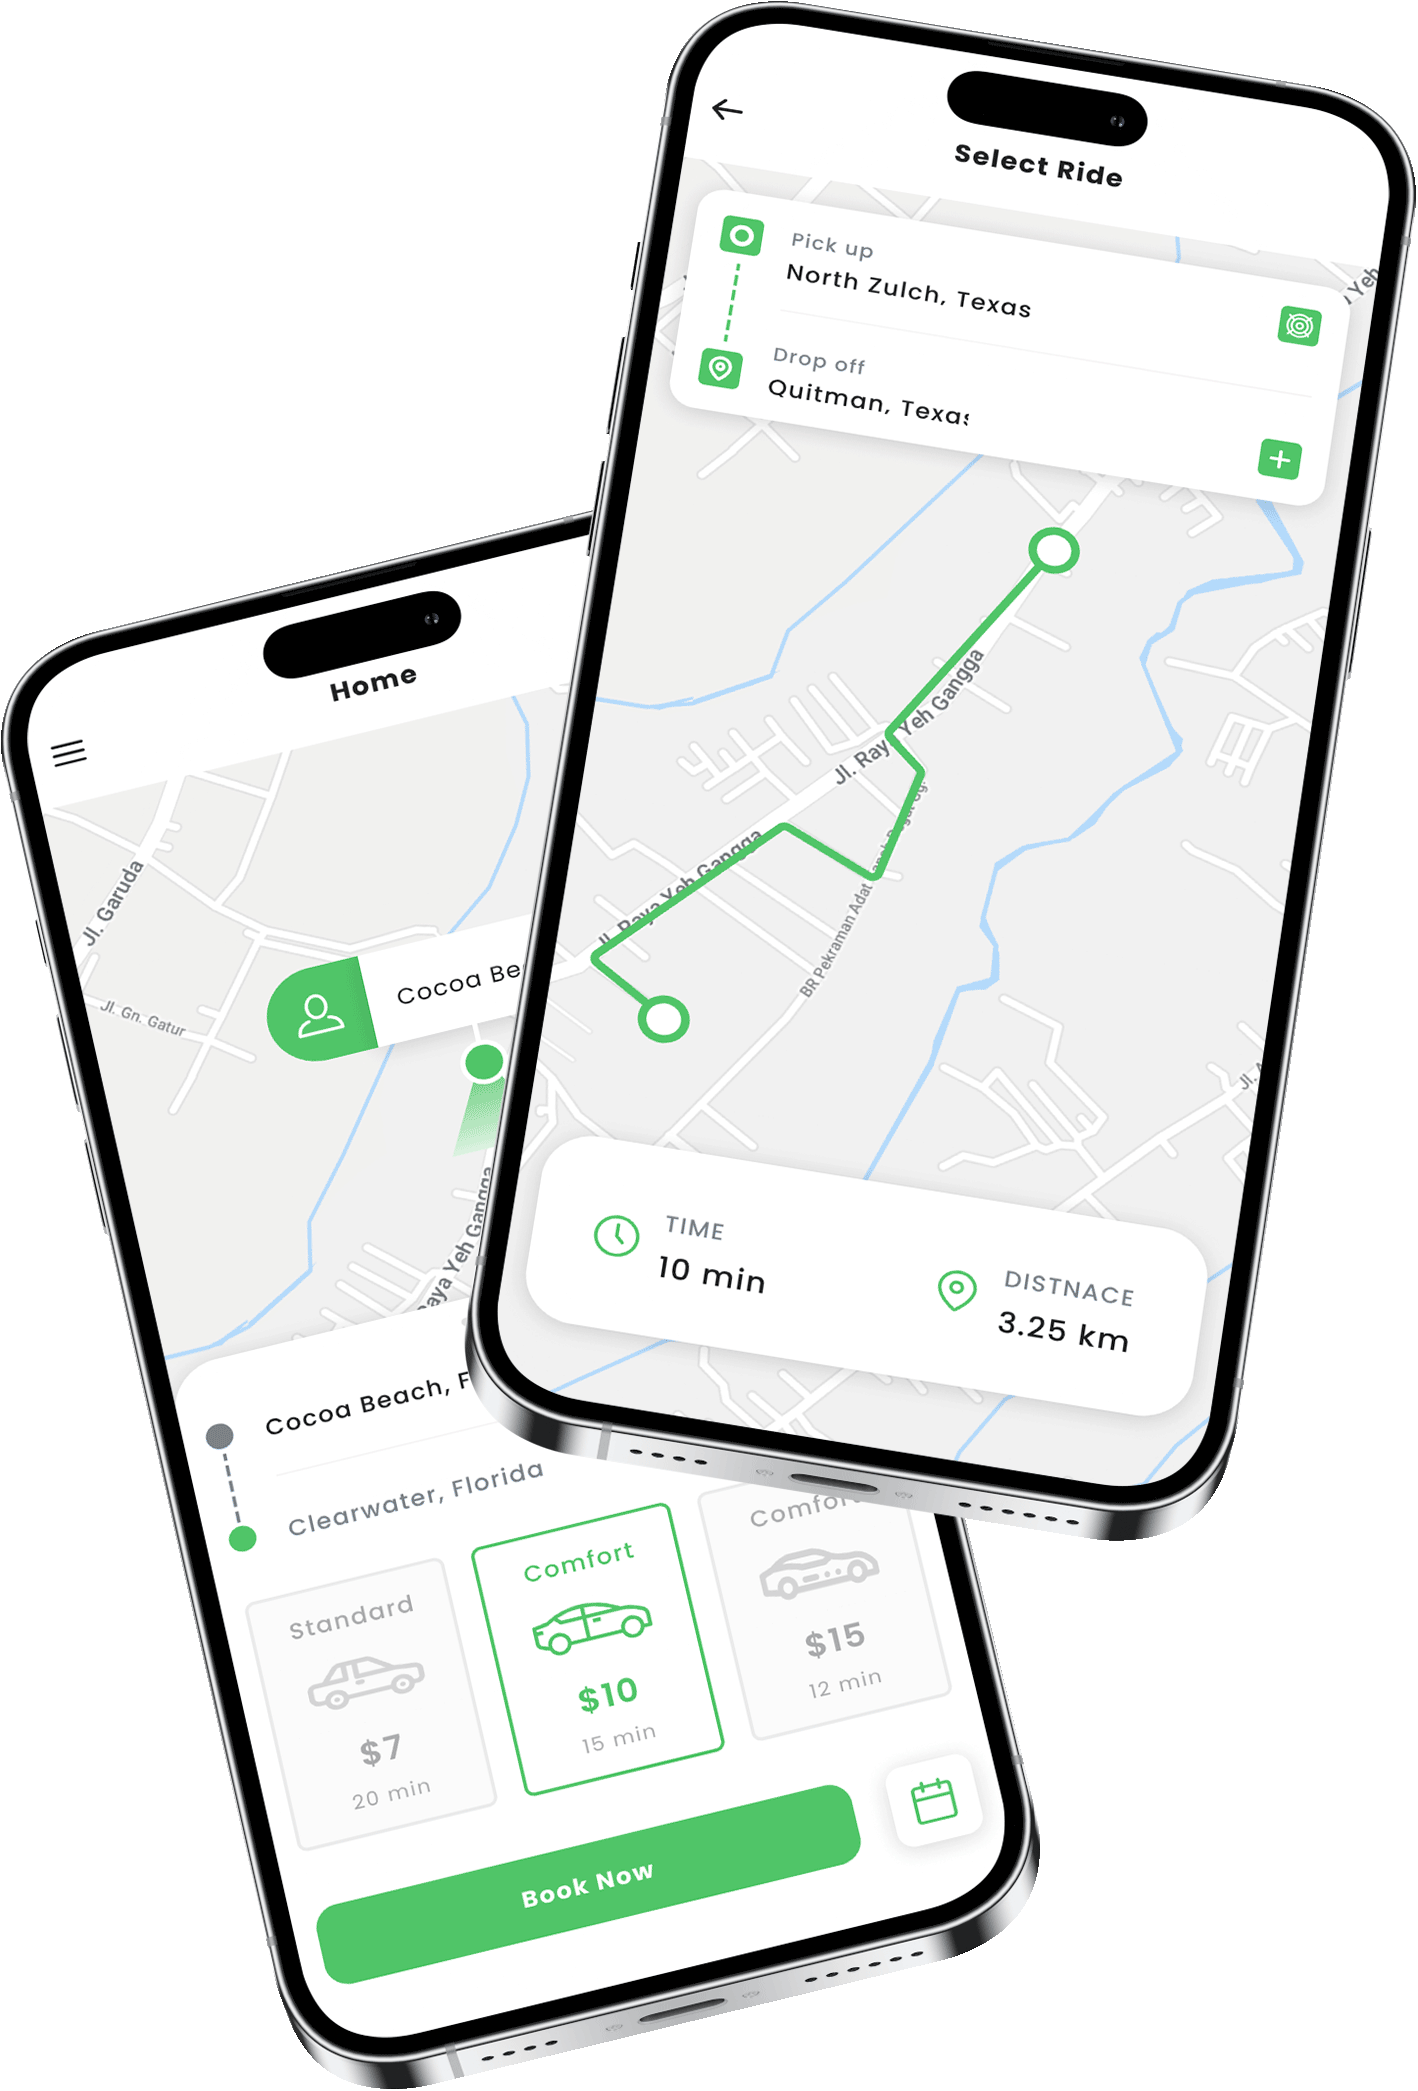 Select Ride
Pick up
North Zulch, Texas
Drop off
Quitman, Texas
Yeh
Jl. Raya Yeh Gangga
Jl. Raya Yeh Gangga
BR Pekraman Adat
TIME
10 min
DISTNACE
3.25 km
Home
Jl. Garuda
Jl. Gn. Gatur
Cocoa Be
aya Yeh Gangga
Cocoa Beach, F
Clearwater, Florida
Standard
$7
20 min
Comfort
$10
15 min
Comfor
$15
12 min
Book Now